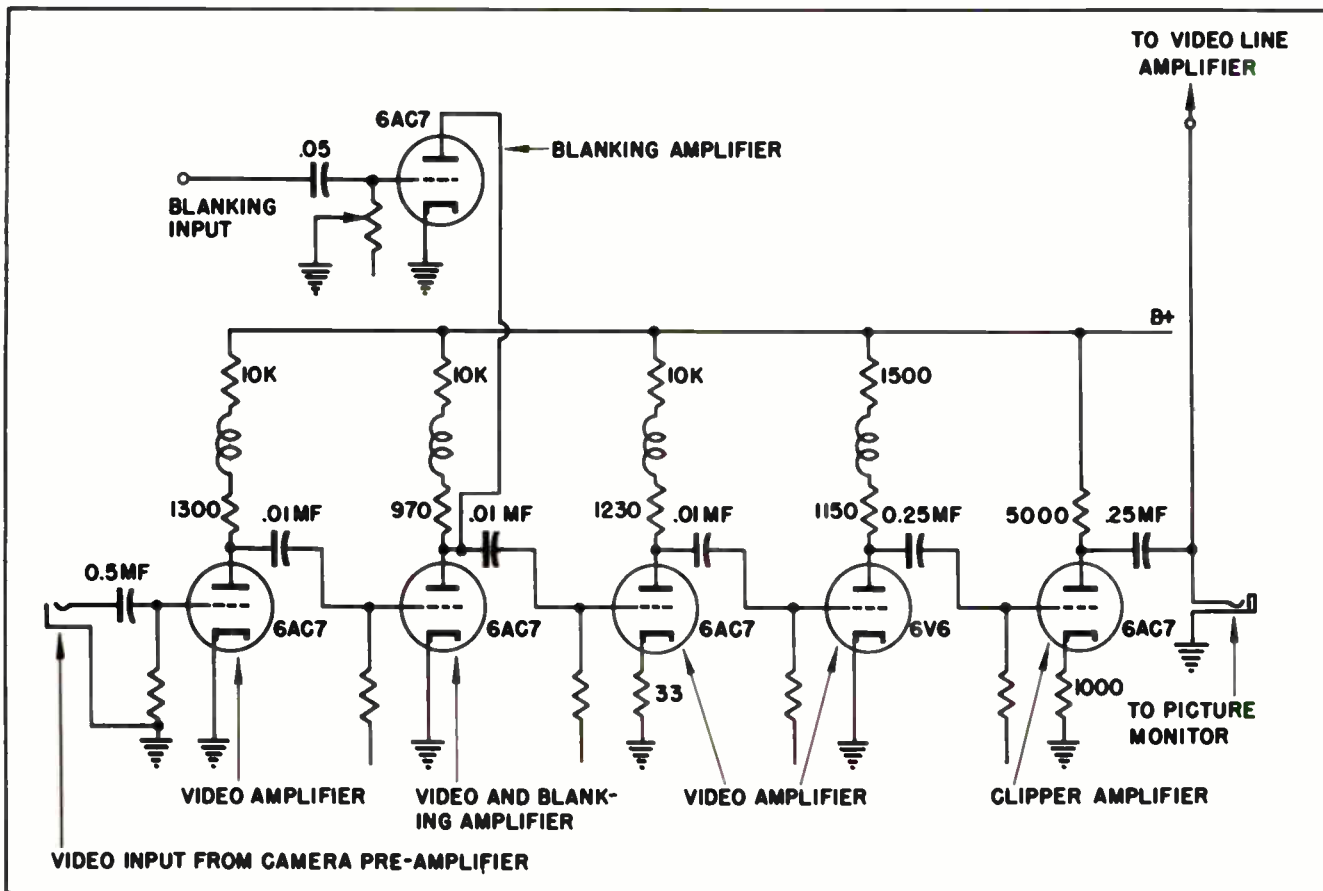 TO VIDEO LINE
AMPLIFIER
6AC7
BLANKING AMPLIFIER
.05
BLANKING
INPUT
B+
10K
10K
10K
1500
1300
.01MF
970
.01 MF
1230
.01MF
1150
0.25MF
5000
.25MF
0.5MF
6AC7
6AC7
6AC7
6V6
6AC7
33
1000
TO PICTURE
MONITOR
VIDEO AMPLIFIER
VIDEO AND BLANK-
ING AMPLIFIER
VIDEO AMPLIFIER
CLIPPER AMPLIFIER
VIDEO INPUT FROM CAMERA PRE-AMPLIFIER